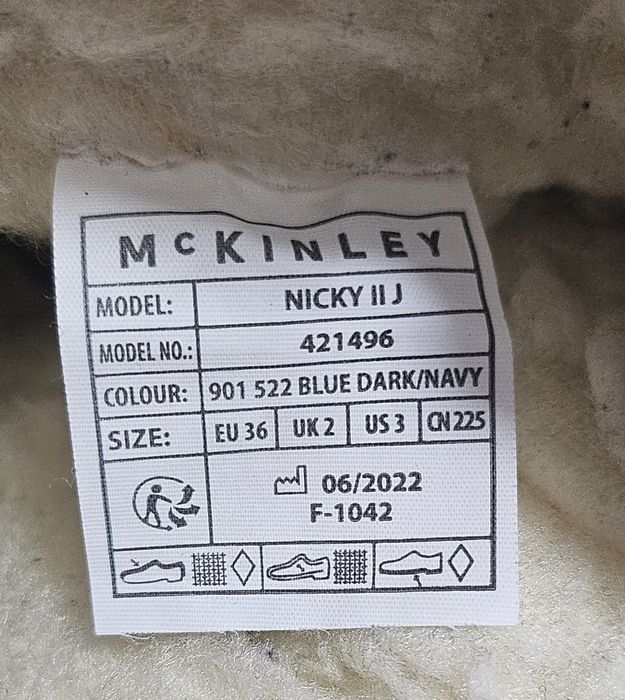 McKINLEY
MODEL: NICKY II J
MODEL NO.: 421496
COLOUR: 901 522 BLUE DARK/NAVY
SIZE: EU 36 UK 2 US 3 CN 225
06/2022
F-1042